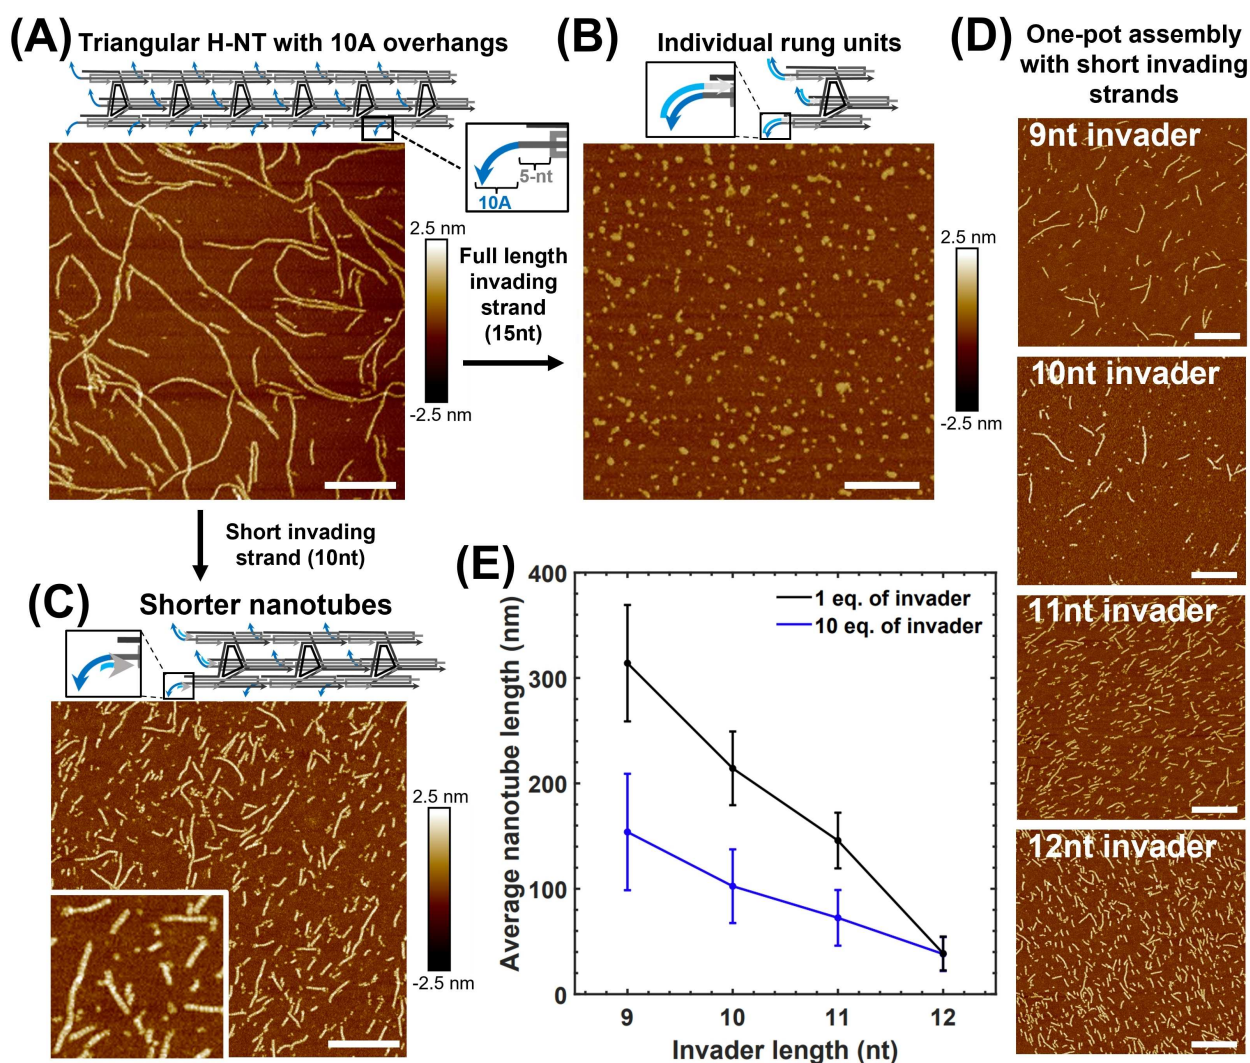 (A)
Triangular H-NT with 10A overhangs
5-nt
10A
2.5 nm
-2.5 nm
Full length
invading
strand
(15nt)
(B)
Individual rung units
2.5 nm
-2.5 nm
Short invading
strand (10nt)
(C)
Shorter nanotubes
2.5 nm
-2.5 nm
(D)
One-pot assembly
with short invading
strands
9nt invader
10nt invader
11nt invader
12nt invader
(E)
Average nanotube length (nm)
400
300
200
100
0
1 eq. of invader
10 eq. of invader
9
10
11
12
Invader length (nt)